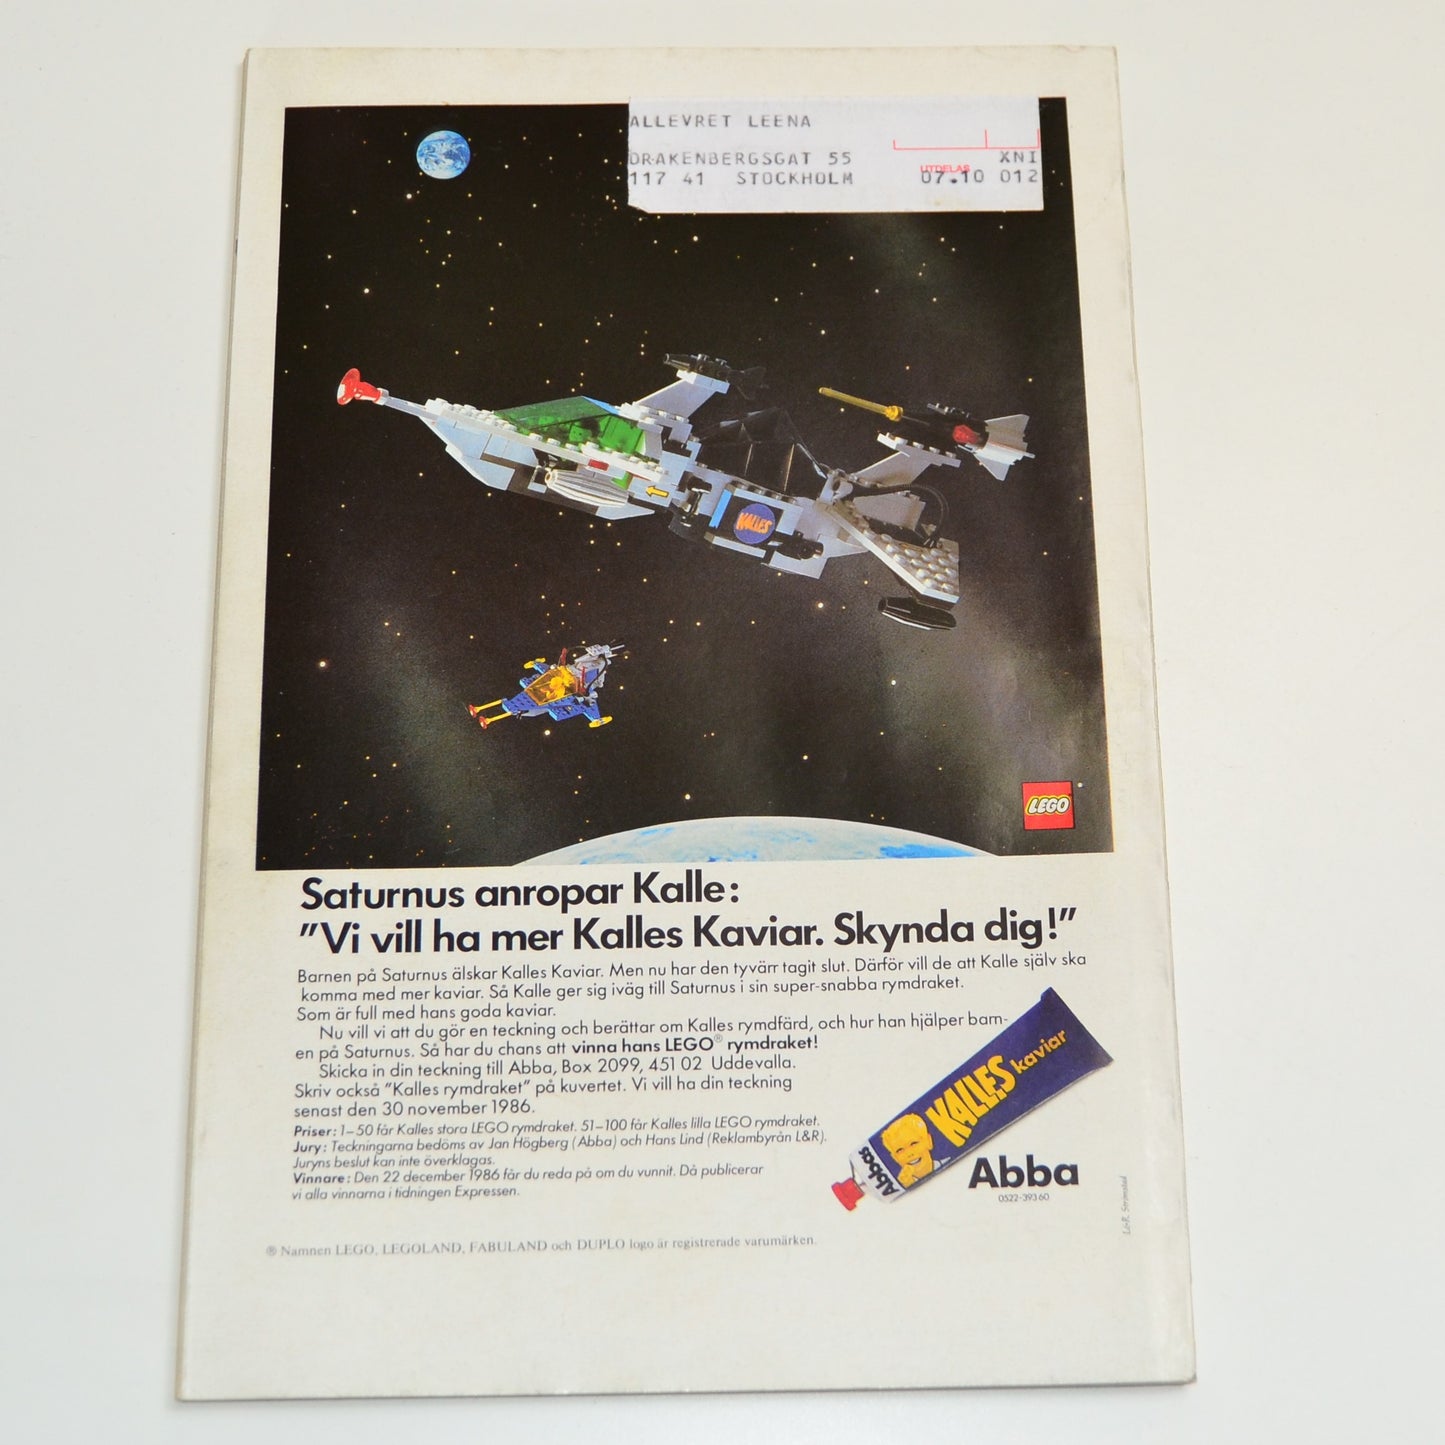 ALLEVRET LEENA
DRAKENBERGSGAT 55 XNI
UTDELAS
117 41 STOCKHOLM 07.10 012
KALLES
LEGO
Saturnus anropar Kalle:
”Vi vill ha mer Kalles Kaviar. Skynda dig!”
Barnen på Saturnus älskar Kalles Kaviar. Men nu har den tyvärr tagit slut. Därför vill de att Kalle själv ska
komma med mer kaviar. Så Kalle ger sig iväg till Saturnus i sin super-snabba rymdraket.
Som är full med hans goda kaviar.
Nu vill vi att du gör en teckning och berättar om Kalles rymdfärd, och hur han hjälper barn-
en på Saturnus. Så har du chans att vinna hans LEGO® rymdraket!
Skicka in din teckning till Abba, Box 2099, 451 02 Uddevalla.
Skriv också ”Kalles rymdraket” på kuvertet. Vi vill ha din teckning
senast den 30 november 1986.
Priser: 1–50 får Kalles stora LEGO rymdraket. 51–100 får Kalles lilla LEGO rymdraket.
Jury: Teckningarna bedöms av Jan Högberg (Abba) och Hans Lind (Reklambyrån L&R).
Juryns beslut kan inte överklagas.
Vinnare: Den 22 december 1986 får du reda på om du vunnit. Då publicerar
vi alla vinnarna i tidningen Expressen.
Abbas
KALLES
kaviar
Abba
0522-393 60
L&R. Strömstad
® Namnen LEGO, LEGOLAND, FABULAND och DUPLO logo är registrerade varumärken.